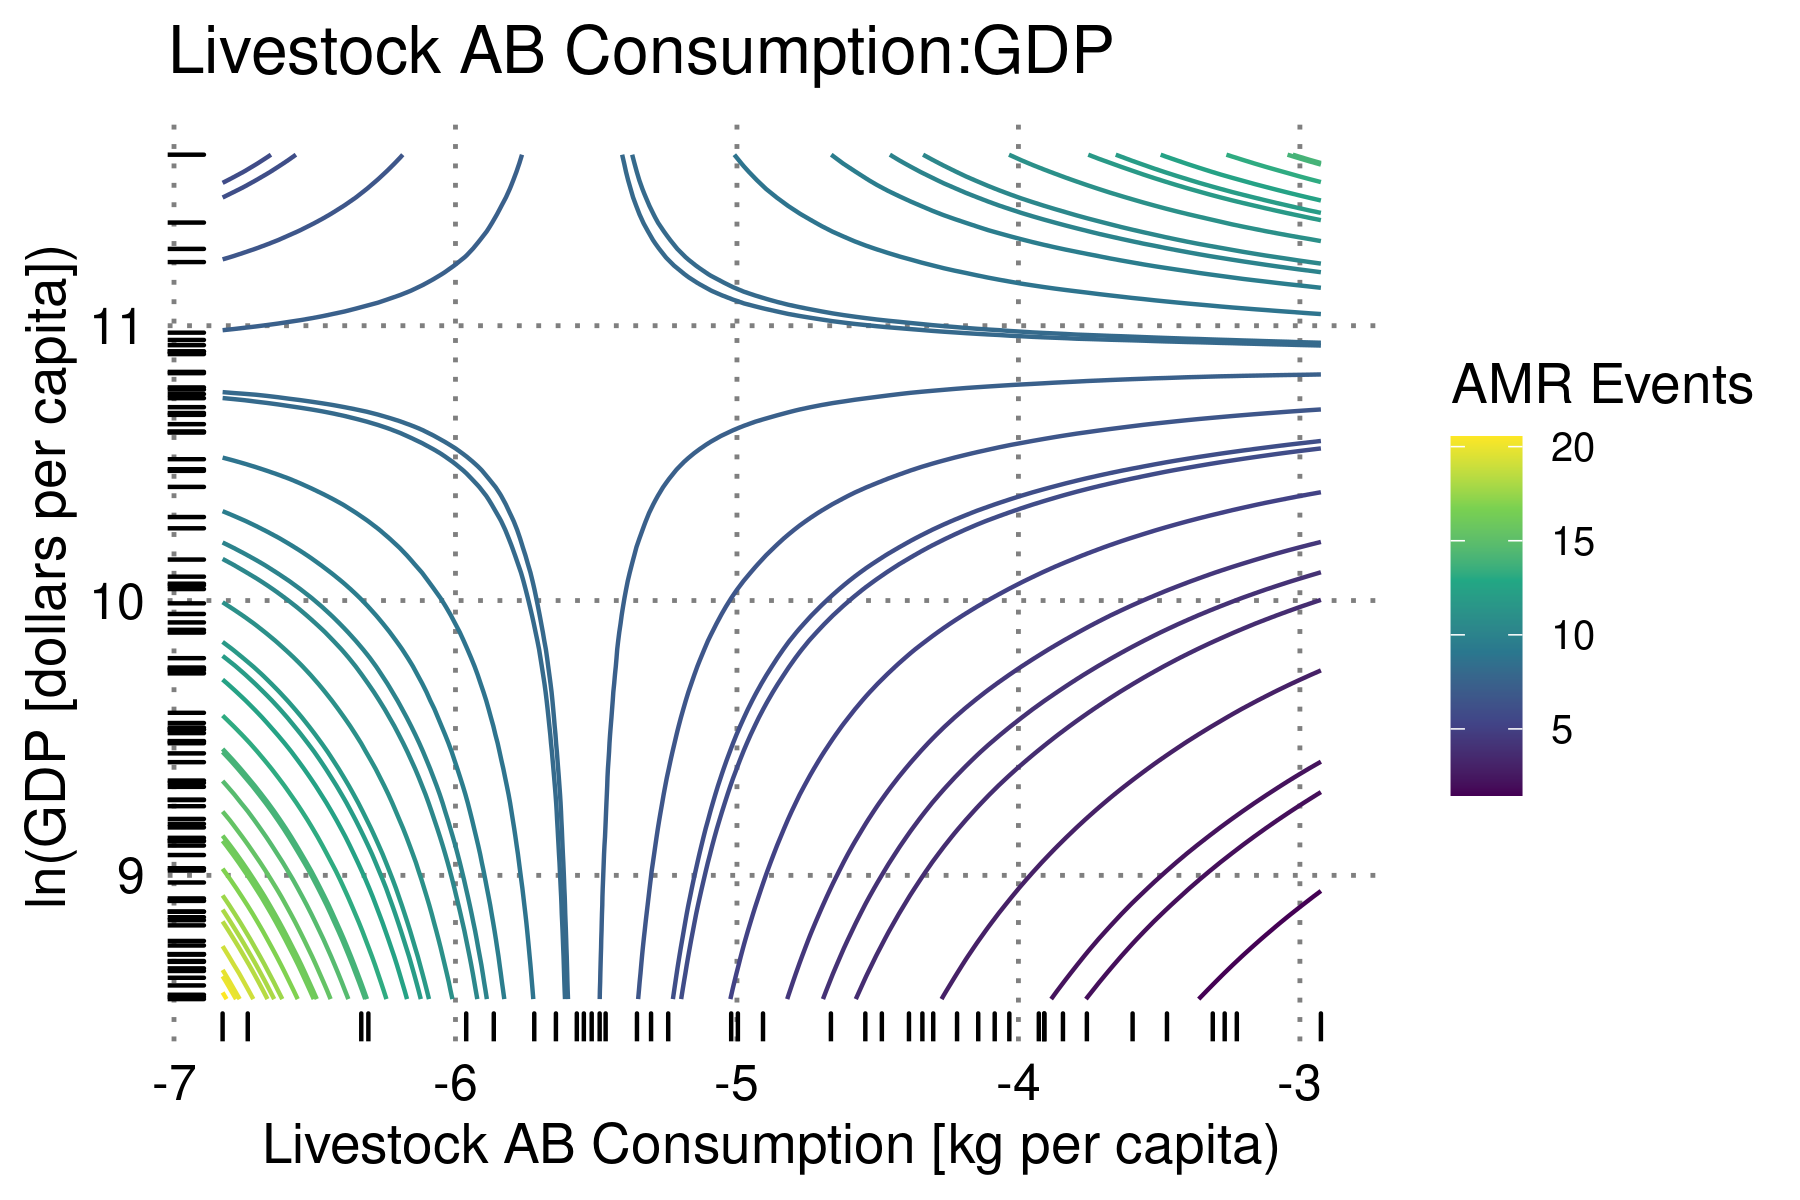 Livestock AB Consumption:GDP
ln(GDP [dollars per capita])
11
10
9
-7 -6 -5 -4 -3
Livestock AB Consumption [kg per capita)
AMR Events
20
15
10
5